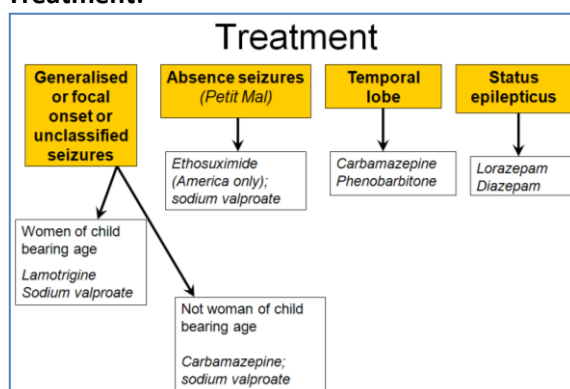 Treatment:
Treatment
Generalised
or focal
onset or
unclassified
seizures
Absence seizures
(Petit Mal)
Temporal
lobe
Status
epilepticus
Ethosuximide
(America only);
sodium valproate
Carbamazepine
Phenobarbitone
Lorazepam
Diazepam
Women of child
bearing age
Lamotrigine
Sodium valproate
Not woman of child
bearing age
Carbamazepine;
sodium valproate